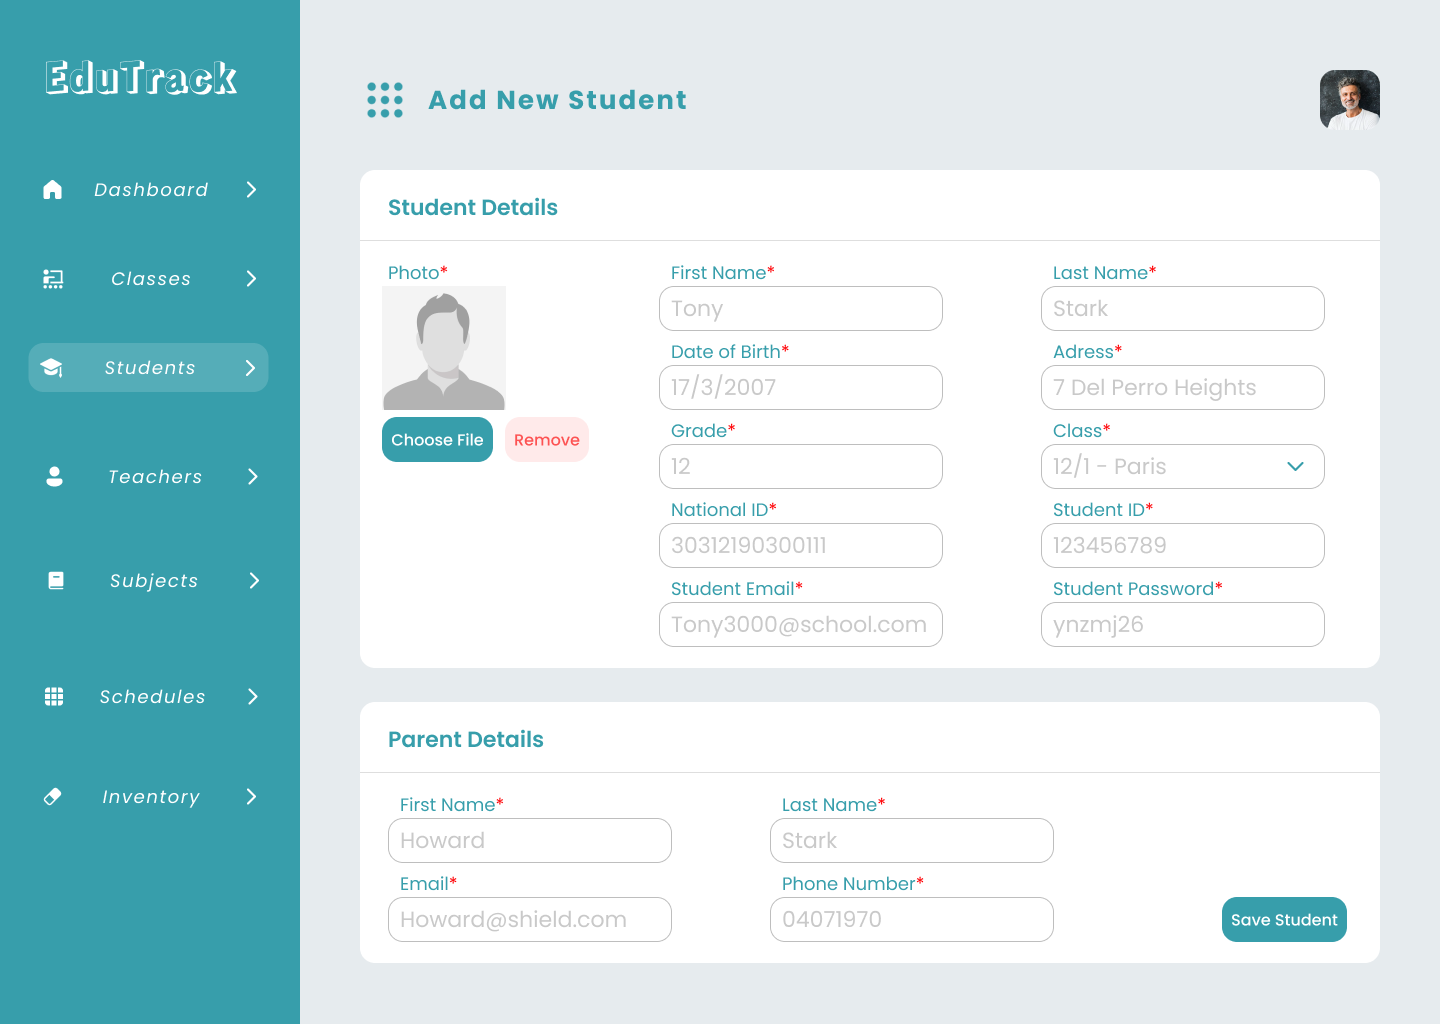 EduTrack
Dashboard
Classes
Students
Teachers
Subjects
Schedules
Inventory
Add New Student
Student Details
Photo*
Choose File
Remove
First Name*
Tony
Last Name*
Stark
Date of Birth*
17/3/2007
Adress*
7 Del Perro Heights
Grade*
12
Class*
12/1 - Paris
National ID*
30312190300111
Student ID*
123456789
Student Email*
Tony3000@school.com
Student Password*
ynzmj26
Parent Details
First Name*
Howard
Last Name*
Stark
Email*
Howard@shield.com
Phone Number*
04071970
Save Student